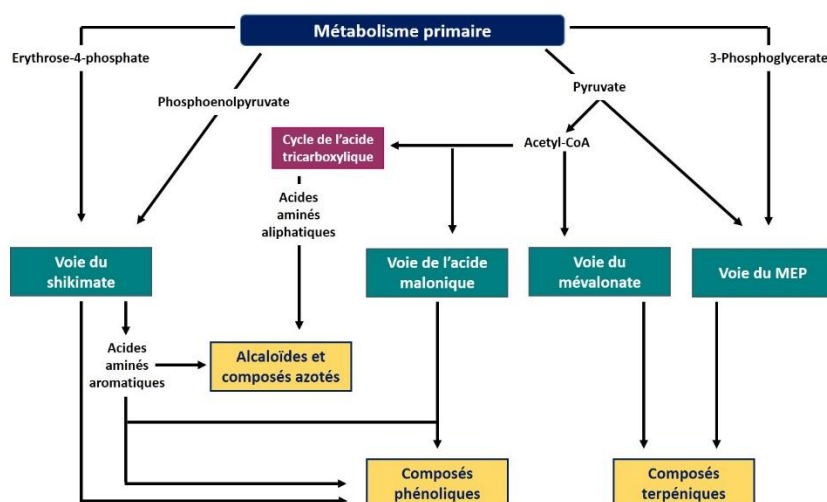 Métabolisme primaire
Erythrose-4-phosphate
3-Phosphoglycerate
Phosphoenolpyruvate
Pyruvate
Cycle de l'acide
tricarboxylique
Acetyl-CoA
Acides
aminés
aliphatiques
Voie du
shikimate
Voie de l'acide
malonique
Voie du
mévalonate
Voie du MEP
Acides
aminés
aromatiques
Alcaloïdes et
composés azotés
Composés
phénoliques
Composés
terpéniques